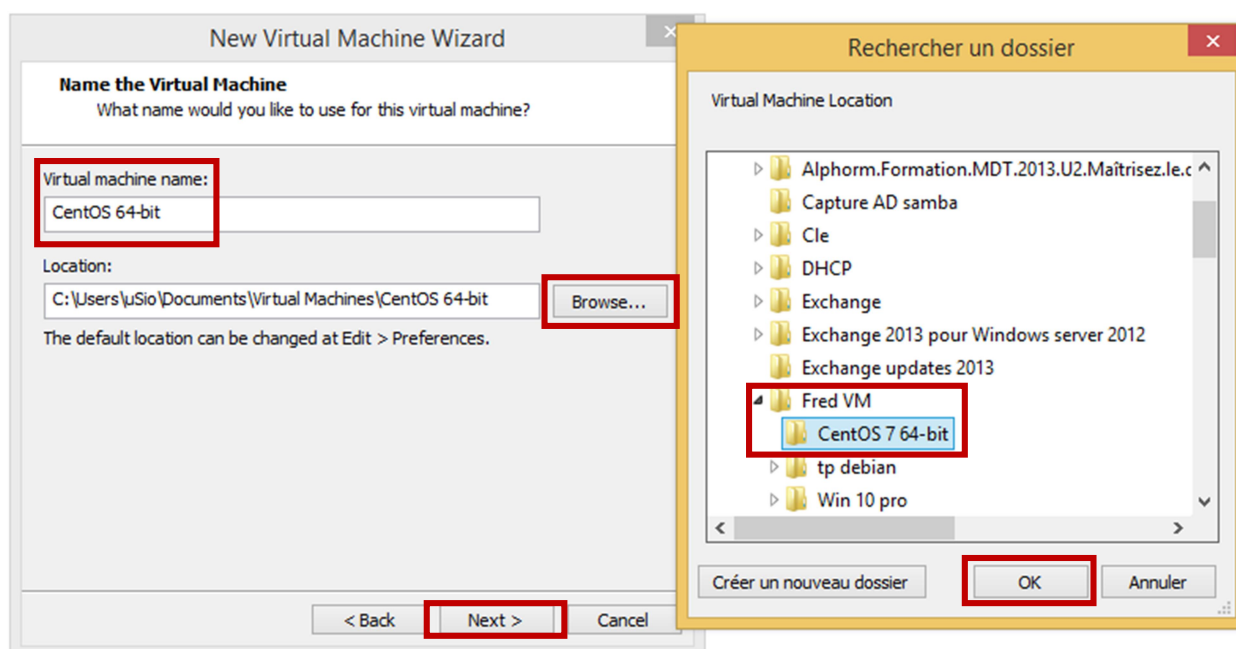 New Virtual Machine Wizard
Name the Virtual Machine
What name would you like to use for this virtual machine?
Virtual machine name:
CentOS 64-bit
Location:
C:\Users\uSio\Documents\Virtual Machines\CentOS 64-bit
Browse...
The default location can be changed at Edit > Preferences.
< Back
Next >
Cancel
Rechercher un dossier
Virtual Machine Location
Alphorm.Formation.MDT.2013.U2.Maîtrisez.le.c
Capture AD samba
Cle
DHCP
Exchange
Exchange 2013 pour Windows server 2012
Exchange updates 2013
Fred VM
CentOS 7 64-bit
tp debian
Win 10 pro
Créer un nouveau dossier
OK
Annuler